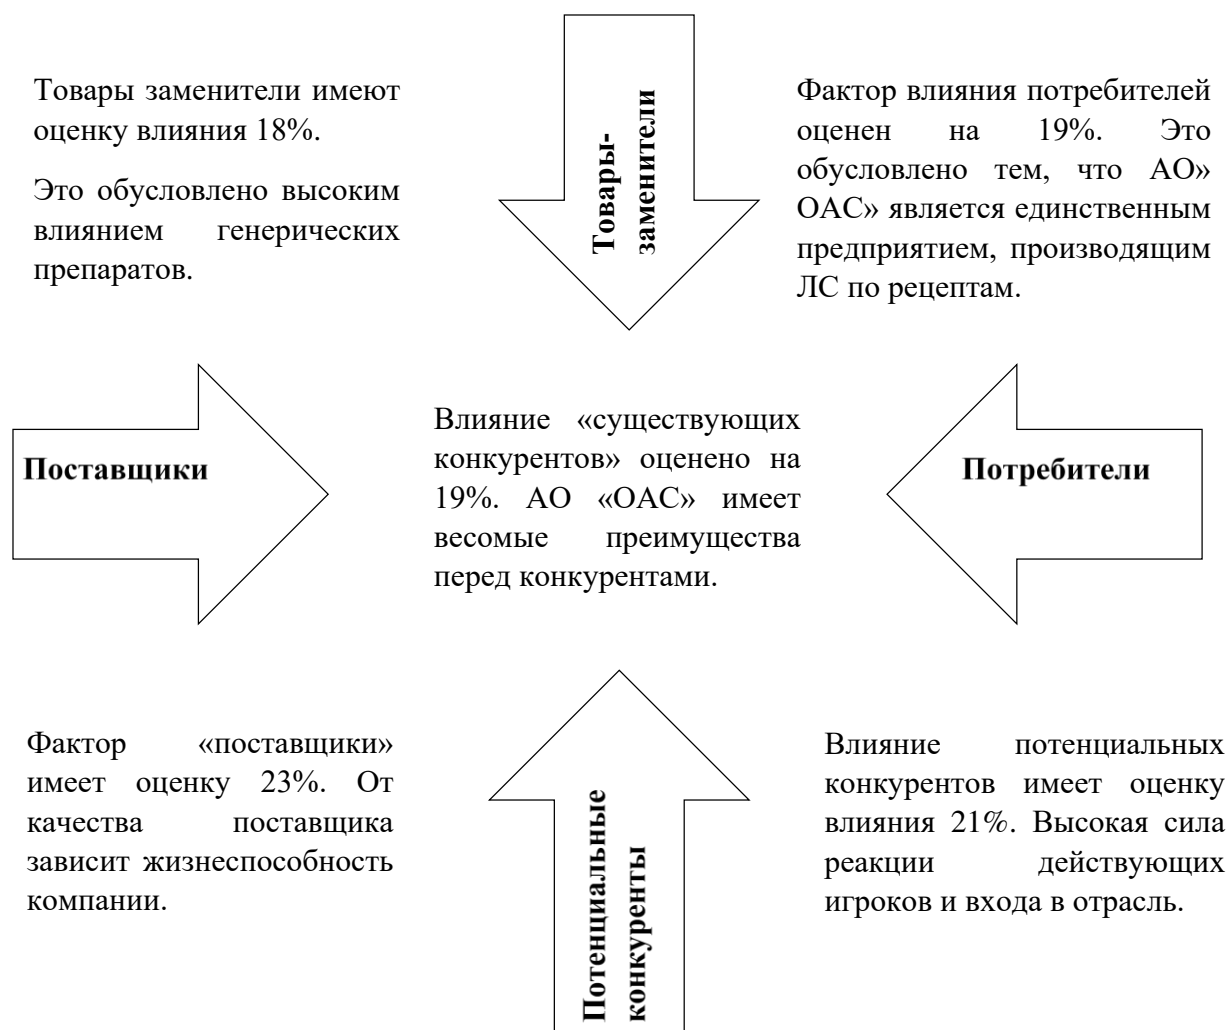 Товары заменители имеют
оценку влияния 18%.
Это обусловлено высоким
влиянием генерических
препаратов.
Товары-
заменители
Фактор влияния потребителей
оценен на 19%. Это
обусловлено тем, что АО»
ОАС» является единственным
предприятием, производящим
ЛС по рецептам.
Поставщики
Влияние «существующих
конкурентов» оценено на
19%. АО «ОАС» имеет
весомые преимущества
перед конкурентами.
Потребители
Фактор «поставщики»
имеет оценку 23%. От
качества поставщика
зависит жизнеспособность
компании.
Потенциальные
конкуренты
Влияние потенциальных
конкурентов имеет оценку
влияния 21%. Высокая сила
реакции действующих
игроков и входа в отрасль.